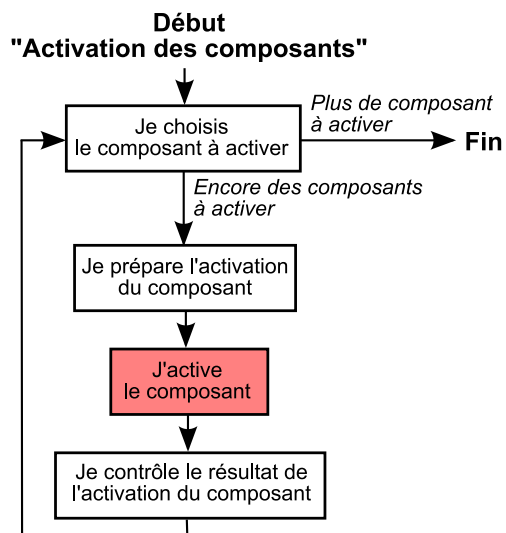 Début
"Activation des composants"
Plus de composant
à activer
Je choisis
le composant à activer
Fin
Encore des composants
à activer
Je prépare l'activation
du composant
J'active
le composant
Je contrôle le résultat de
l'activation du composant